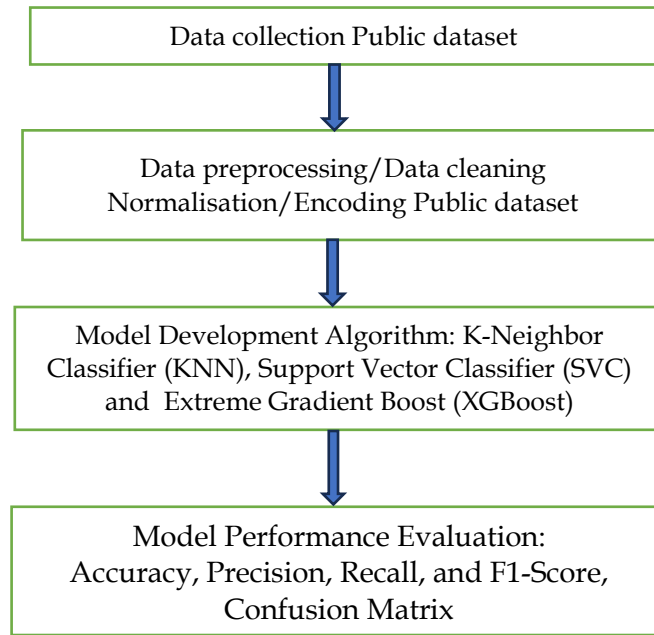 Data collection Public dataset
Data preprocessing/Data cleaning
Normalisation/Encoding Public dataset
Model Development Algorithm: K-Neighbor
Classifier (KNN), Support Vector Classifier (SVC)
and Extreme Gradient Boost (XGBoost)
Model Performance Evaluation:
Accuracy, Precision, Recall, and F1-Score,
Confusion Matrix